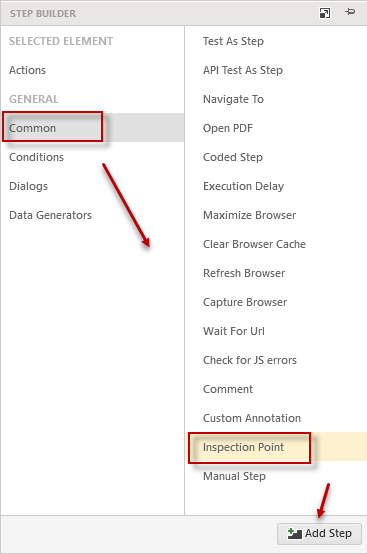 STEP BUILDER
SELECTED ELEMENT
Actions
GENERAL
Common
Conditions
Dialogs
Data Generators
Test As Step
API Test As Step
Navigate To
Open PDF
Coded Step
Execution Delay
Maximize Browser
Clear Browser Cache
Refresh Browser
Capture Browser
Wait For Url
Check for JS errors
Comment
Custom Annotation
Inspection Point
Manual Step
Add Step